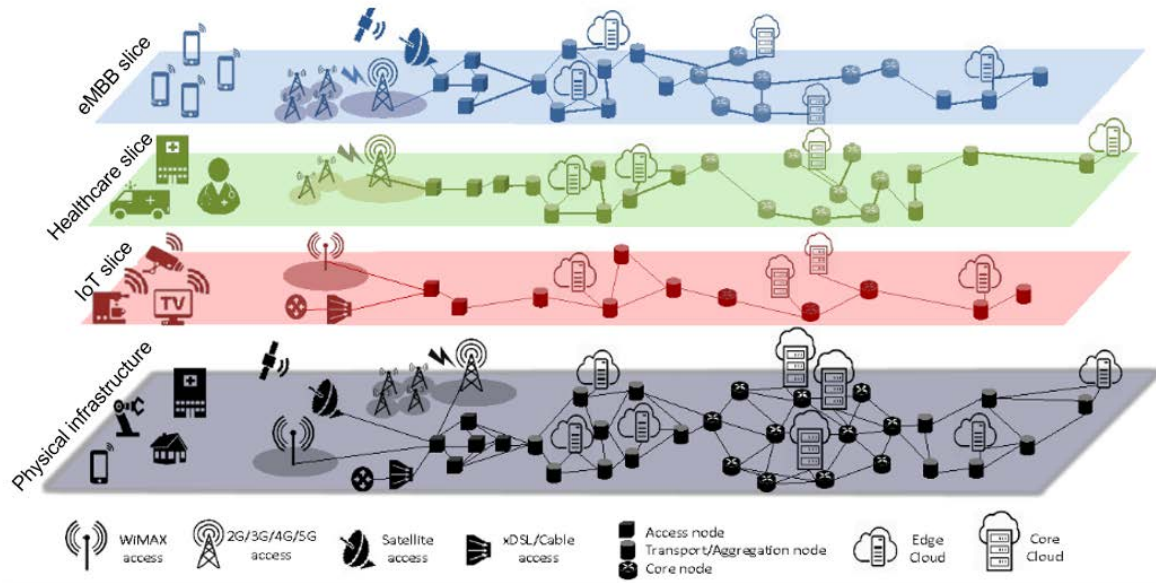 eMBB slice
Healthcare slice
IoT slice
TV
Physical infrastructure
WiMAX
access
2G/3G/4G/5G
access
Satellite
access
xDSL/Cable
access
Access node
Transport/Aggregation node
Core node
Edge
Cloud
Core
Cloud